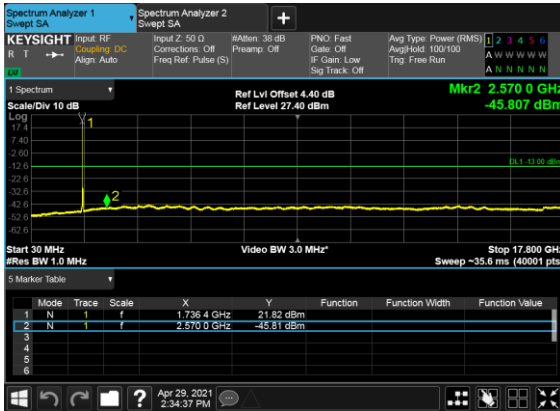 Spectrum Analyzer 1
Swept SA
Spectrum Analyzer 2
Swept SA
KEYSIGHT
R T
LXI
Input: RF
Coupling: DC
Align: Auto
Input Z: 50 Ω
Corrections: Off
Freq Ref: Pulse (S)
#Atten: 38 dB
Preamp: Off
PNO: Fast
Gate: Off
IF Gain: Low
Sig Track: Off
Avg Type: Power (RMS)
Avg|Hold: 100/100
Trig: Free Run
1 2 3 4 5 6
A W W W W W
A N N N N N
1 Spectrum
Scale/Div 10 dB
Ref Lvl Offset 4.40 dB
Ref Level 27.40 dBm
Mkr2 2.570 0 GHz
-45.807 dBm
Log
17.4
7.40
-2.60
-12.6
-22.6
-32.6
-42.6
-52.6
-62.6
1
2
DL1 -13.00 dBm
Start 30 MHz
#Res BW 1.0 MHz
Video BW 3.0 MHz*
Stop 17.800 GHz
Sweep ~35.6 ms (40001 pts)
5 Marker Table
Mode Trace Scale X Y Function Function Width Function Value
1 N 1 f 1.736 4 GHz 21.82 dBm
2 N 1 f 2.570 0 GHz -45.81 dBm
3
4
5
6
Apr 29, 2021
2:34:37 PM